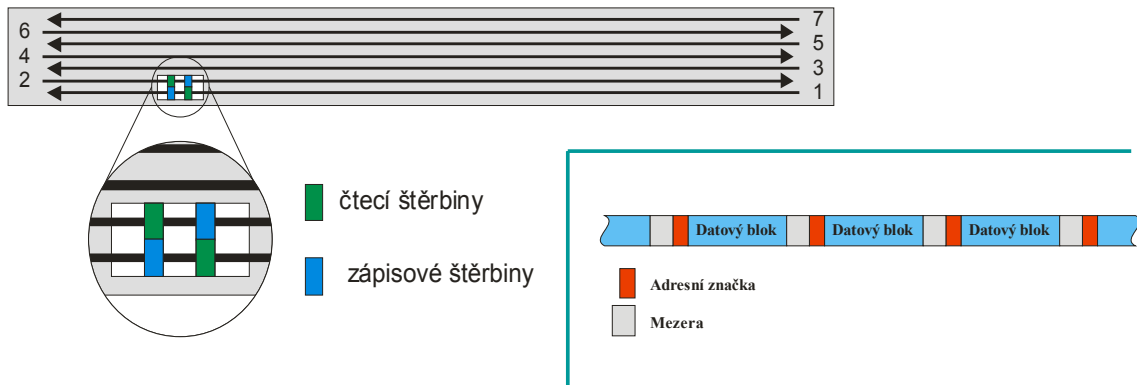 7
6
5
4
3
2
1
čtecí štěrbiny
zápisové štěrbiny
Datový blok Datový blok Datový blok
Adresní značka
Mezera